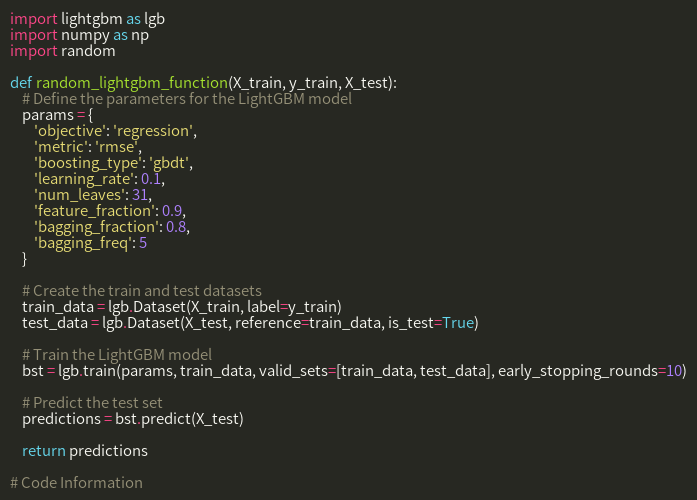 import lightgbm as lgb
import numpy as np
import random
def random_lightgbm_function(X_train, y_train, X_test):
# Define the parameters for the LightGBM model
params = {
'objective': 'regression',
'metric': 'rmse',
'boosting_type': 'gbdt',
'learning_rate': 0.1,
'num_leaves': 31,
'feature_fraction': 0.9,
'bagging_fraction': 0.8,
'bagging_freq': 5
}
# Create the train and test datasets
train_data = lgb.Dataset(X_train, label=y_train)
test_data = lgb.Dataset(X_test, reference=train_data, is_test=True)
# Train the LightGBM model
bst = lgb.train(params, train_data, valid_sets=[train_data, test_data], early_stopping_rounds=10)
# Predict the test set
predictions = bst.predict(X_test)
return predictions
# Code Information